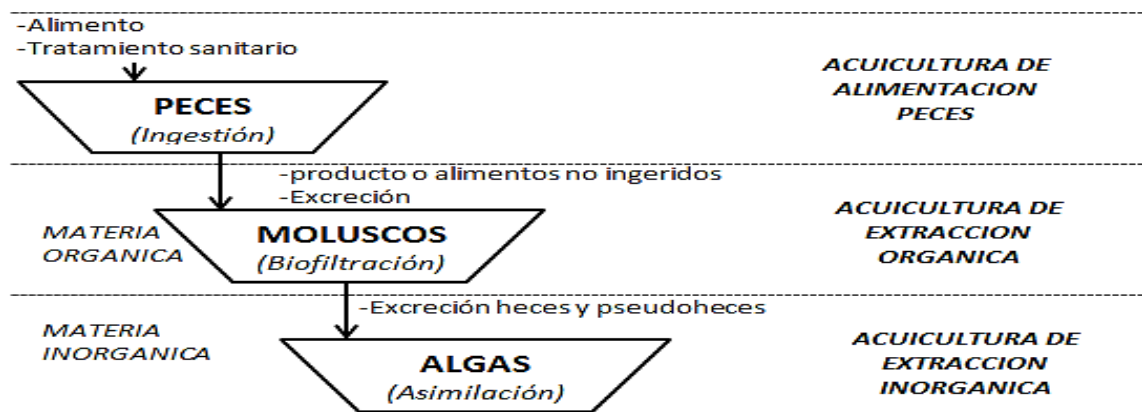 -Alimento
-Tratamiento sanitario
PECES
(Ingestión)
ACUICULTURA DE
ALIMENTACION
PECES
-producto o alimentos no ingeridos
-Excreción
MATERIA
ORGANICA
MOLUSCOS
(Biofiltración)
ACUICULTURA DE
EXTRACCION
ORGANICA
-Excreción heces y pseudoheces
MATERIA
INORGANICA
ALGAS
(Asimilación)
ACUICULTURA DE
EXTRACCION
INORGANICA